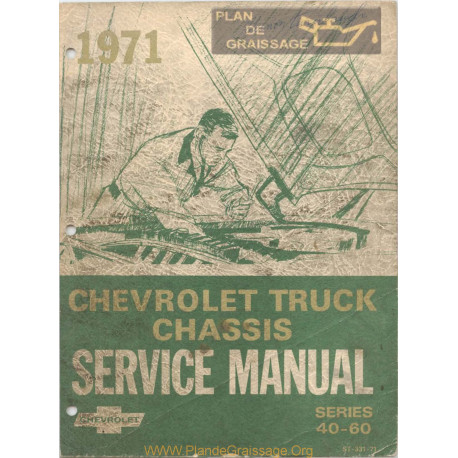 1971
PLAN
DE
GRAISSAGE
CHEVROLET TRUCK
CHASSIS
SERVICE MANUAL
CHEVROLET
SERIES
40-60
www.PlandeGraissage.Org